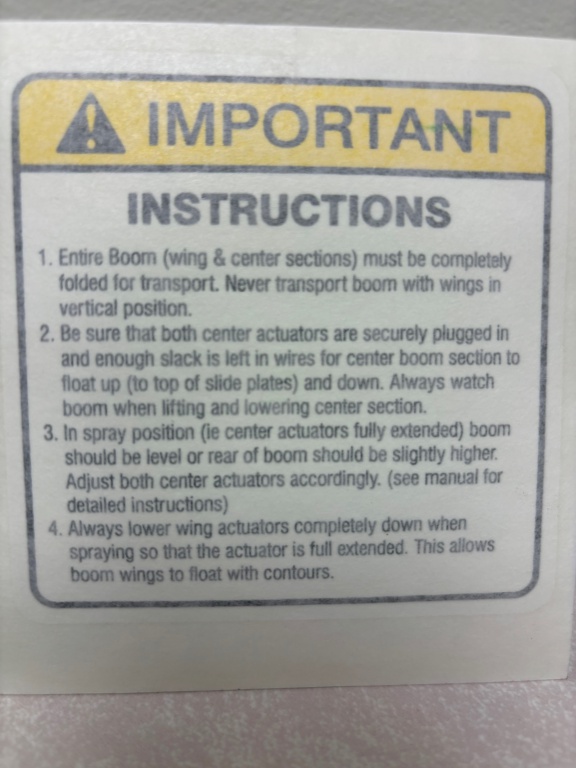 IMPORTANT
INSTRUCTIONS
1. Entire Boom (wing & center sections) must be completely
folded for transport. Never transport boom with wings in
vertical position.
2. Be sure that both center actuators are securely plugged in
and enough slack is left in wires for center boom section to
float up (to top of slide plates) and down. Always watch
boom when lifting and lowering center section.
3. In spray position (ie center actuators fully extended) boom
should be level or rear of boom should be slightly higher.
Adjust both center actuators accordingly. (see manual for
detailed instructions)
4. Always lower wing actuators completely down when
spraying so that the actuator is full extended. This allows
boom wings to float with contours.